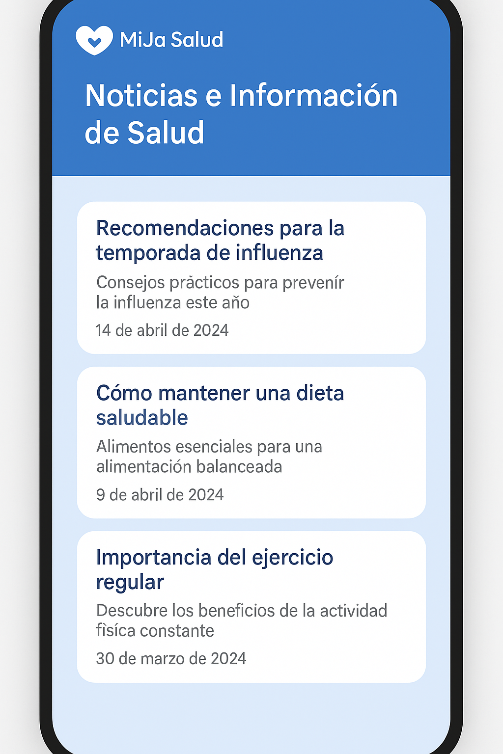 MiJa Salud
Noticias e Información
de Salud
Recomendaciones para la
temporada de influenza
Consejos prácticos para prevenír
la influenza este año
14 de abril de 2024
Cómo mantener una dieta
saludable
Alimentos esenciales para una
alimentación balanceada
9 de abril de 2024
Importancia del ejercicio
regular
Descubre los beneficios de la actividad
física constante
30 de marzo de 2024